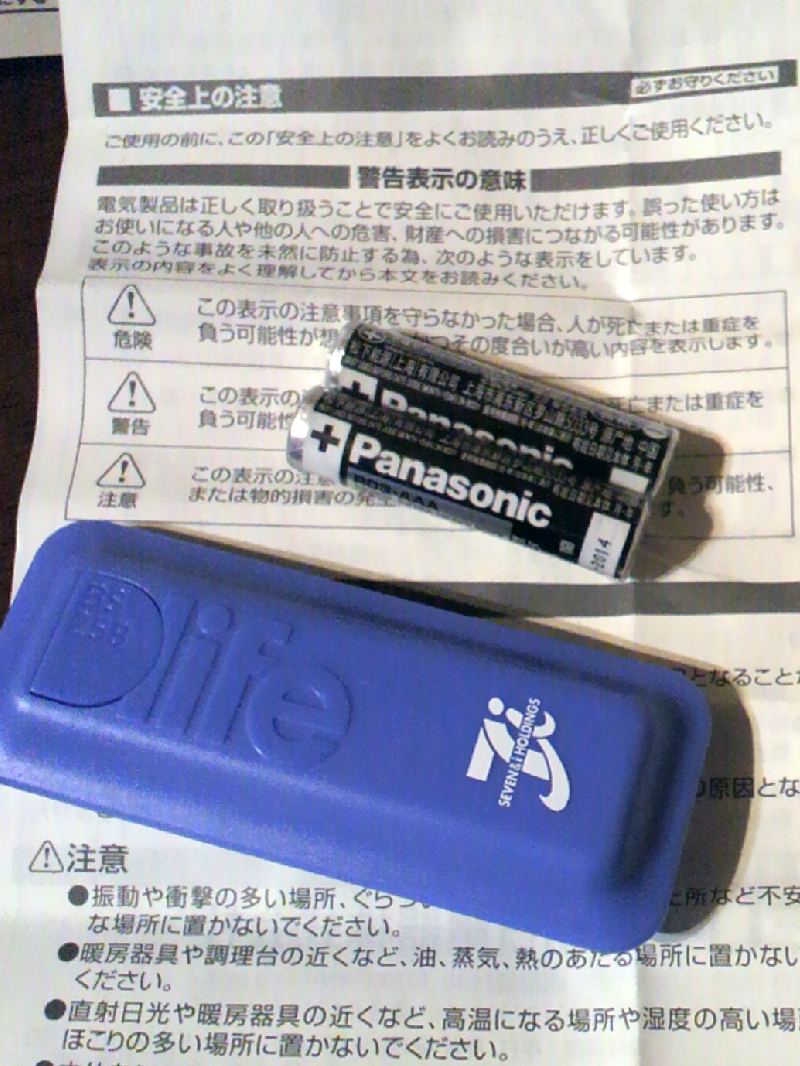 ■ 安全上の注意
必ずお守りください
ご使用の前に、この「安全上の注意」をよくお読みのうえ、正しくご使用ください。
警告表示の意味
電気製品は正しく取り扱うことで安全にご使用いただけます。誤った使い方は
お使いになる人や他の人への危害、財産への損害につながる可能性があります。
このような事故を未然に防止する為、次のような表示をしています。
表示の内容をよく理解してから本文をお読みください。
危険
この表示の注意事項を守らなかった場合、人が死亡または重症を
負う可能性が想 かつその度合いが高い内容を表示します。
警告
この表示の 死亡または重症を
負う可能性
注意
この表示の注意 負う可能性、
または物的損害の発生 す。
Panasonic
Panasonic
R03・AAA
2014
Dlife
SEVEN&i HOLDINGS
となることが
の原因とな
⚠注意
●振動や衝撃の多い場所、ぐらつ 所など不安
な場所に置かないでください。
●暖房器具や調理台の近くなど、油、蒸気、熱のあたる場所に置かない
ください。
●直射日光や暖房器具の近くなど、高温になる場所や湿度の高い場
ほこりの多い場所に置かないでください。